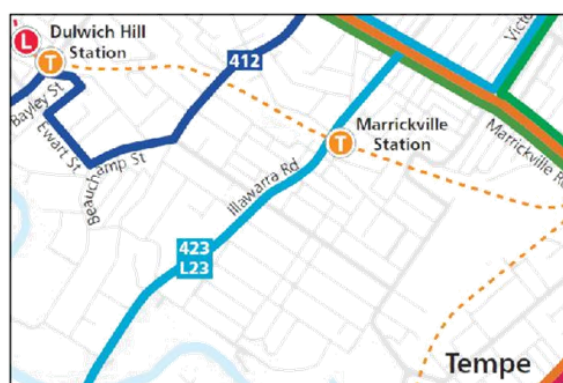 L
Dulwich Hill
Station
T
412
Victo
Bayley St
Ewart St
Beauchamp St
T
Marrickville
Station
Marrickville Rd
Illawarra Rd
423
L23
Tempe